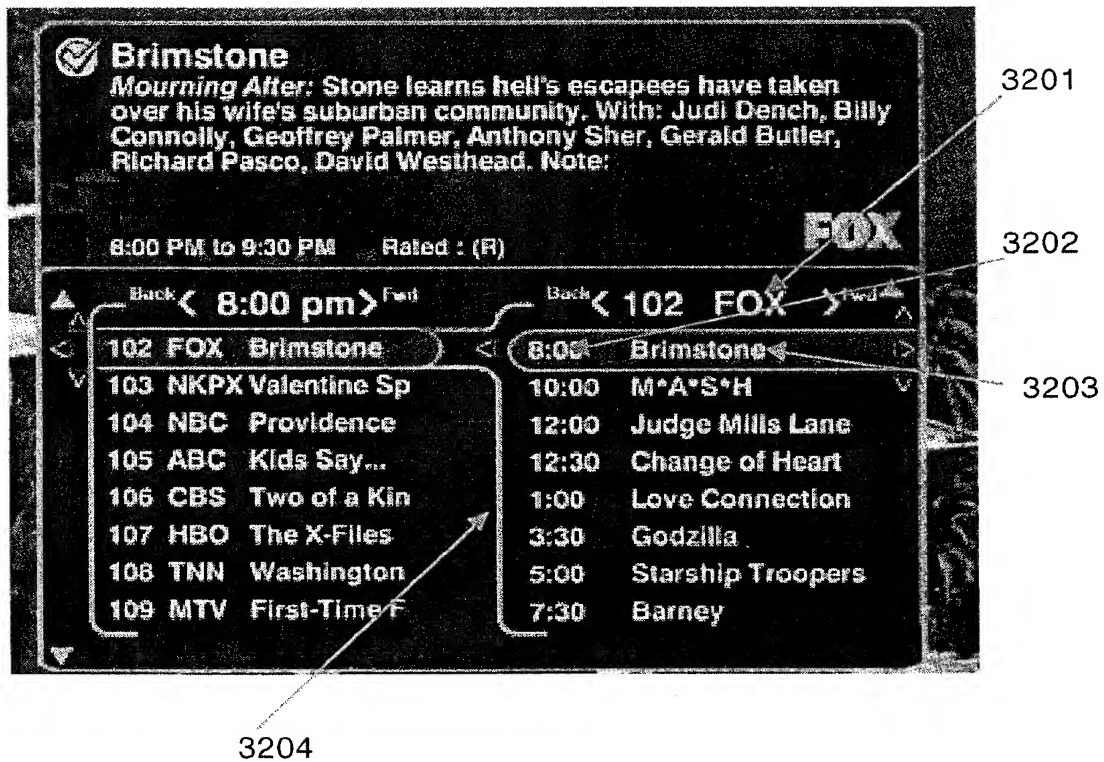 Brimstone
Mourning After: Stone learns hell's escapees have taken
over his wife's suburban community. With: Judi Dench, Billy
Connolly, Geoffrey Palmer, Anthony Sher, Gerald Butler,
Richard Pasco, David Westhead. Note:
FOX
8:00 PM to 9:30 PM Rated : (R)
Back < 8:00 pm > Fwd
102 FOX Brimstone
103 NKPX Valentine Sp
104 NBC Providence
105 ABC Kids Say...
106 CBS Two of a Kin
107 HBO The X-Files
108 TNN Washington
109 MTV First-Time F
Back < 102 FOX > Fwd
8:00 Brimstone
10:00 M*A*S*H
12:00 Judge Mills Lane
12:30 Change of Heart
1:00 Love Connection
3:30 Godzilla
5:00 Starship Troopers
7:30 Barney
3201
3202
3203
3204